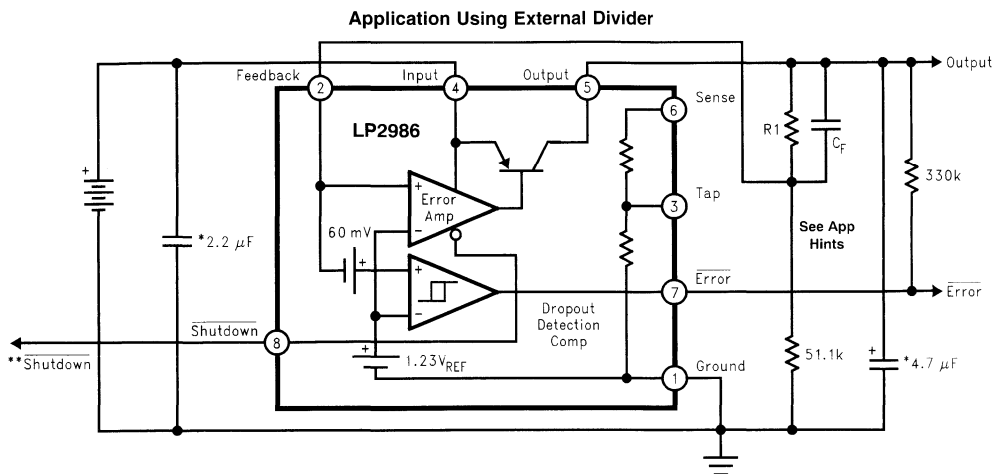 Application Using External Divider
Feedback
2
Input
4
Output
5
Output
LP2986
6
Sense
R1
C_F
330k
+
+
Error
Amp
−
60 mV
+
+
−
3
Tap
See App
Hints
*2.2 μF
7
Error
Error
Dropout
Detection
Comp
Shutdown
8
**Shutdown
+
1.23V_REF
Ground
1
51.1k
+
*4.7 μF